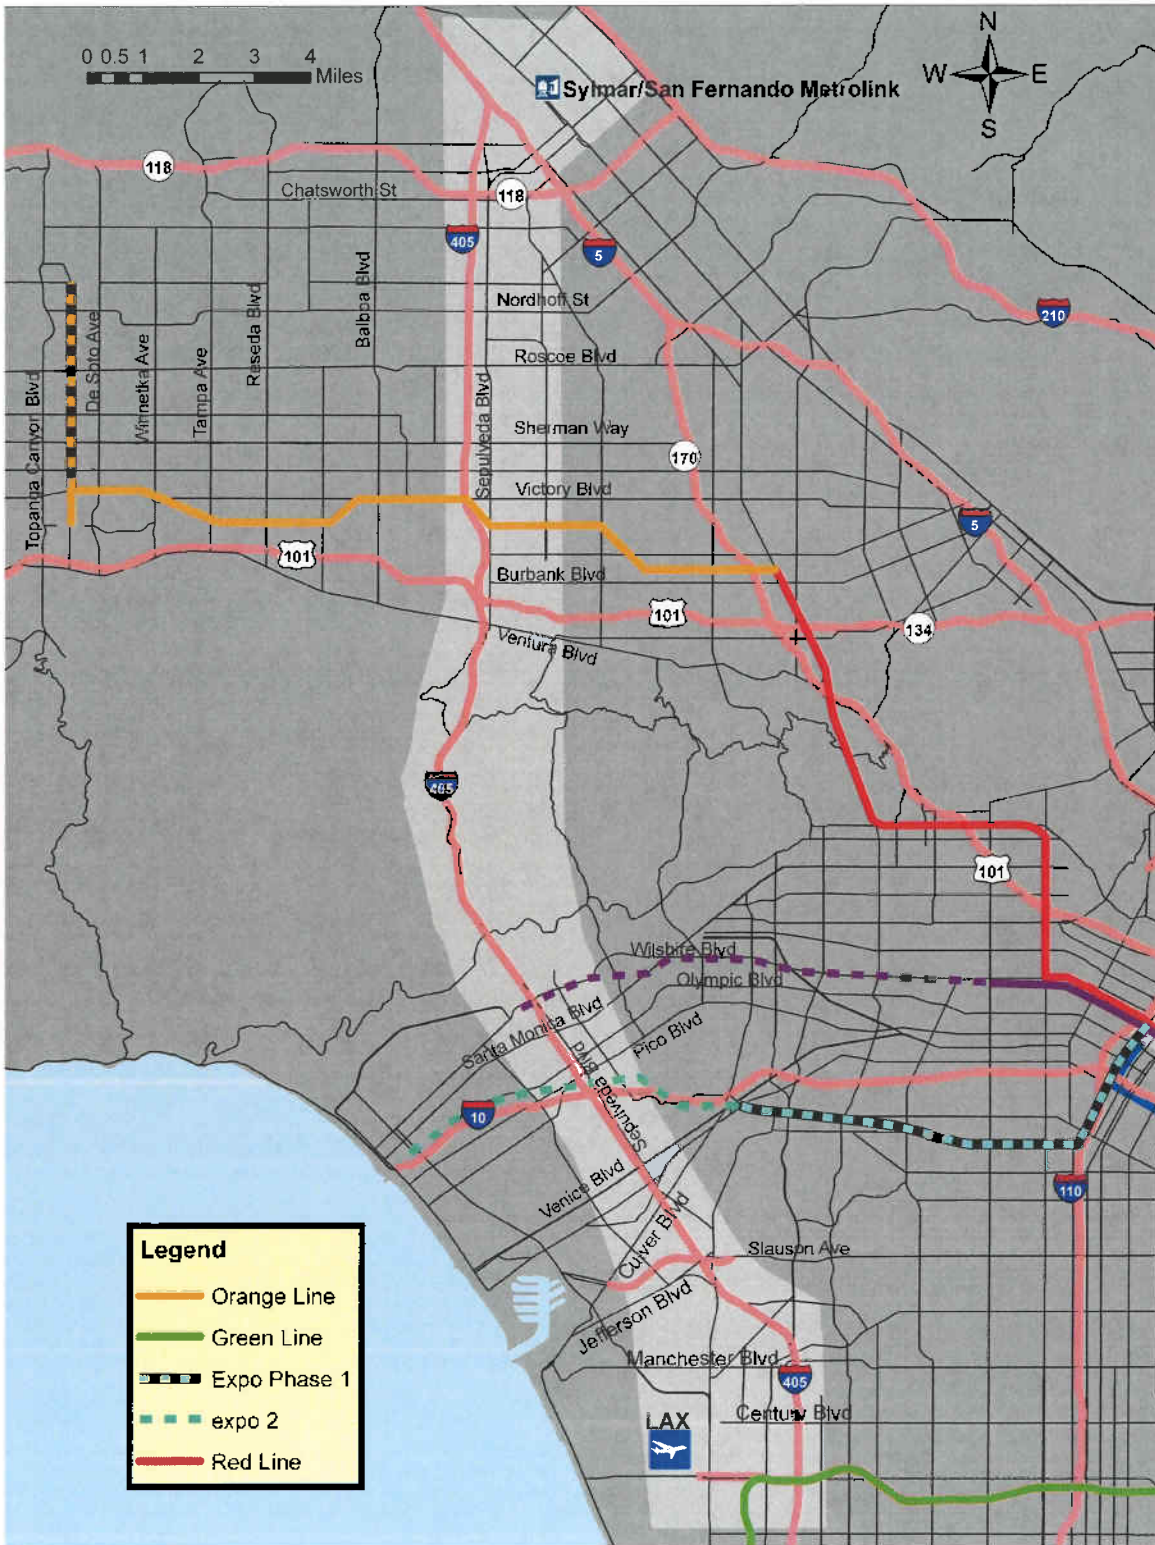 0 0.5 1 2 3 4
Miles
N
W E
S
Sylmar/San Fernando Metrolink
118
Chatsworth St
118
405
5
210
Nordhoff St
Roscoe Blvd
Sherman Way
Victory Blvd
Burbank Blvd
Ventura Blvd
Topanga Canyon Blvd
De Soto Ave
Winnetka Ave
Tampa Ave
Reseda Blvd
Balboa Blvd
Sepulveda Blvd
170
5
101
101
134
405
101
Wilshire Blvd
Olympic Blvd
Santa Monica Blvd
Pico Blvd
Sepulveda Blvd
10
Venice Blvd
Culver Blvd
110
Slauson Ave
Jefferson Blvd
Manchester Blvd
405
Century Blvd
LAX
Legend
Orange Line
Green Line
Expo Phase 1
expo 2
Red Line